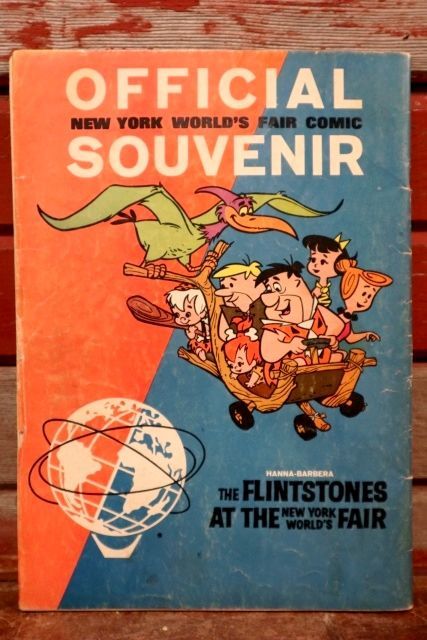 OFFICIAL
NEW YORK WORLD'S FAIR COMIC
SOUVENIR
HANNA-BARBERA
THE FLINTSTONES
AT THE NEW YORK WORLD'S FAIR